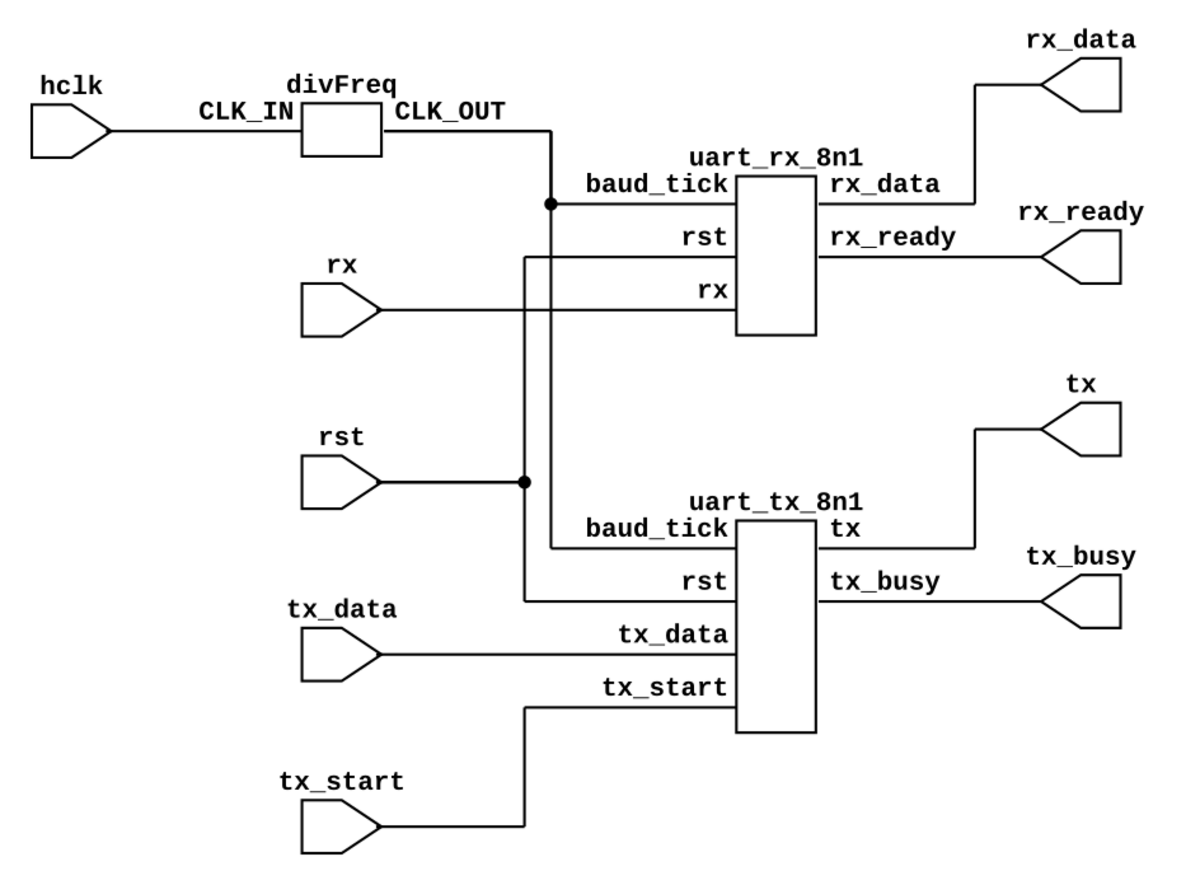 rx_data
hclk
divFreq
CLK_IN
CLK_OUT
uart_rx_8n1
baud_tick
rx_data
rx_ready
rst
rx_ready
rx
rx
tx
rst
uart_tx_8n1
baud_tick
tx
tx_busy
rst
tx_busy
tx_data
tx_data
tx_start
tx_start